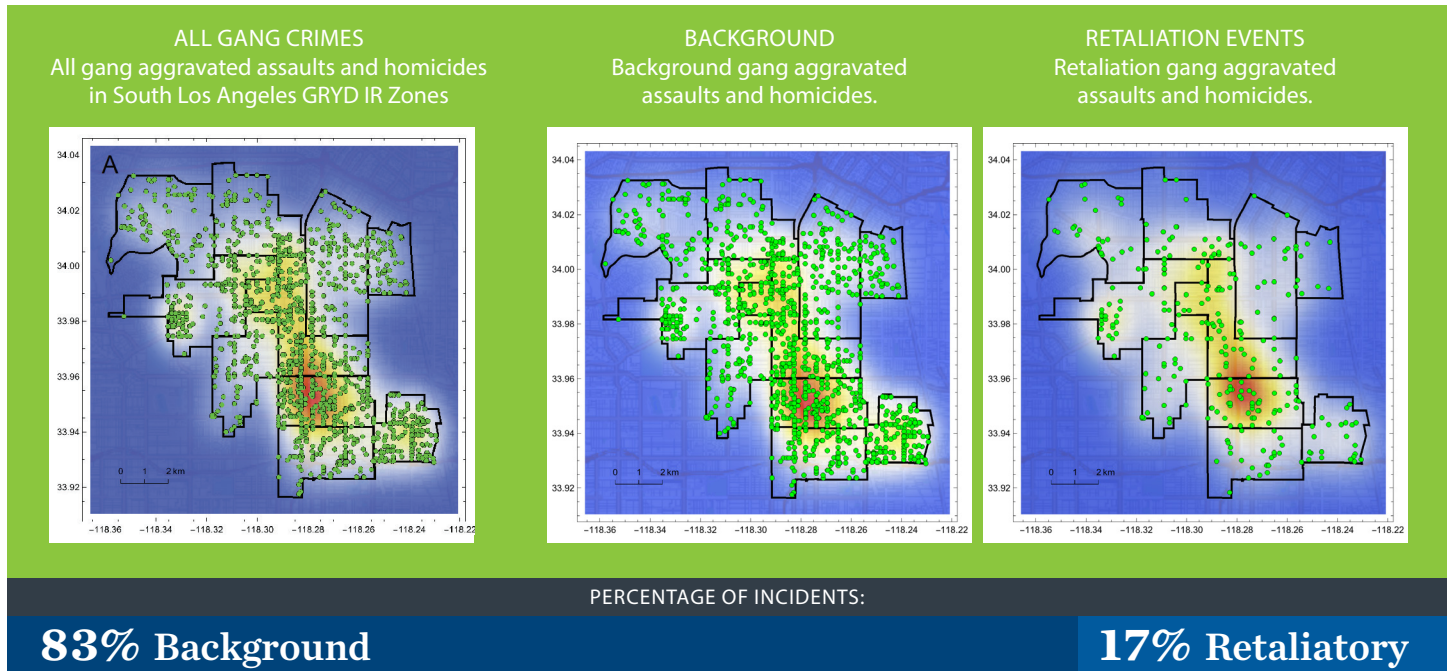 ALL GANG CRIMES
All gang aggravated assaults and homicides
in South Los Angeles GRYD IR Zones
BACKGROUND
Background gang aggravated
assaults and homicides.
RETALIATION EVENTS
Retaliation gang aggravated
assaults and homicides.
A
34.04
34.02
34.00
33.98
33.96
33.94
33.92
0 1 2 km
−118.36 −118.34 −118.32 −118.30 −118.28 −118.26 −118.24 −118.22
34.04
34.02
34.00
33.98
33.96
33.94
33.92
0 1 2 km
−118.36 −118.34 −118.32 −118.30 −118.28 −118.26 −118.24 −118.22
34.04
34.02
34.00
33.98
33.96
33.94
33.92
0 1 2 km
−118.36 −118.34 −118.32 −118.30 −118.28 −118.26 −118.24 −118.22
PERCENTAGE OF INCIDENTS:
83% Background
17% Retaliatory